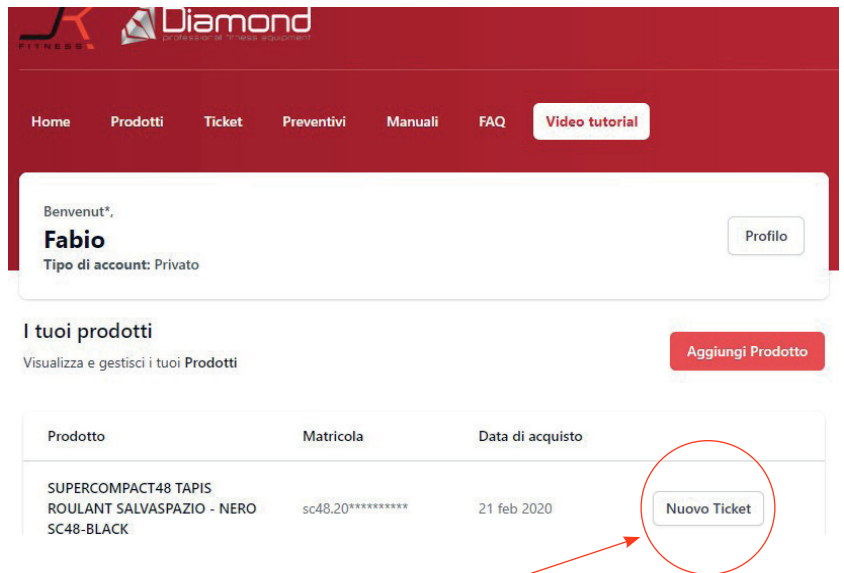 JK
FITNESS
Diamond
professional fitness equipment
Home Prodotti Ticket Preventivi Manuali FAQ Video tutorial
Benvenut*,
Fabio
Profilo
Tipo di account: Privato
I tuoi prodotti
Aggiungi Prodotto
Visualizza e gestisci i tuoi Prodotti
Prodotto Matricola Data di acquisto
SUPERCOMPACT48 TAPIS
ROULANT SALVASPAZIO - NERO sc48.20********** 21 feb 2020 Nuovo Ticket
SC48-BLACK